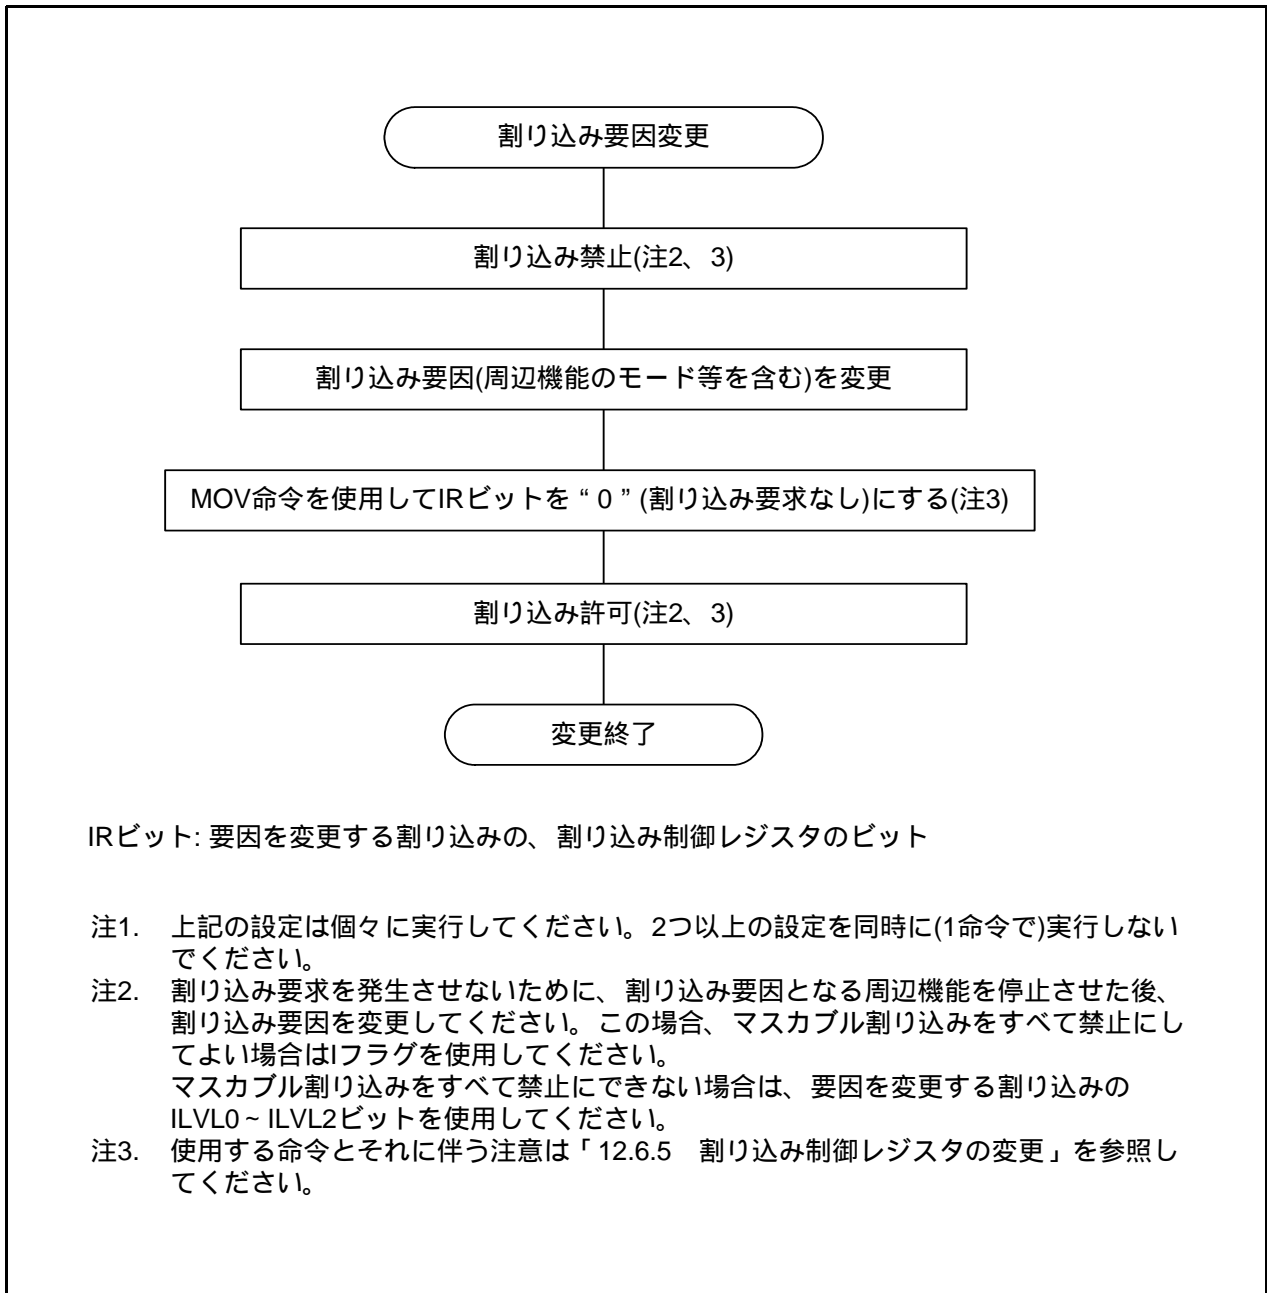 割り込み要因変更
割り込み禁止(注2、3)
割り込み要因(周辺機能のモード等を含む)を変更
MOV命令を使用してIRビットを“0”(割り込み要求なし)にする(注3)
割り込み許可(注2、3)
変更終了
IRビット: 要因を変更する割り込みの、割り込み制御レジスタのビット
注1. 上記の設定は個々に実行してください。2つ以上の設定を同時に(1命令で)実行しない
でください。
注2. 割り込み要求を発生させないために、割り込み要因となる周辺機能を停止させた後、
割り込み要因を変更してください。この場合、マスカブル割り込みをすべて禁止にし
てよい場合はIフラグを使用してください。
マスカブル割り込みをすべて禁止にできない場合は、要因を変更する割り込みの
ILVL0~ILVL2ビットを使用してください。
注3. 使用する命令とそれに伴う注意は「12.6.5 割り込み制御レジスタの変更」を参照し
てください。